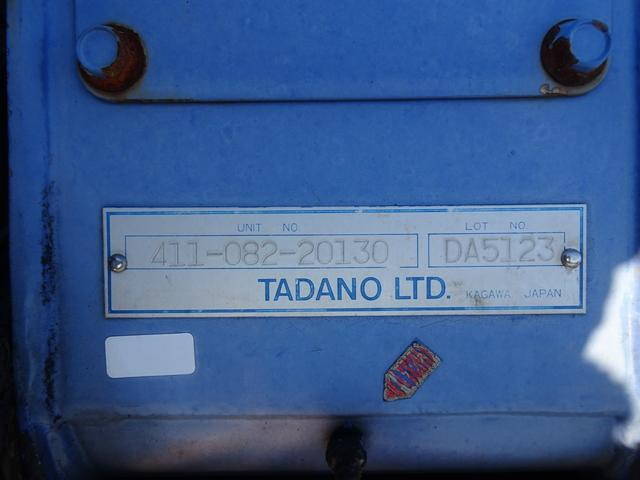 UNIT NO LOT NO.
411-082-20130 DA5123
TADANO LTD. KAGAWA JAPAN